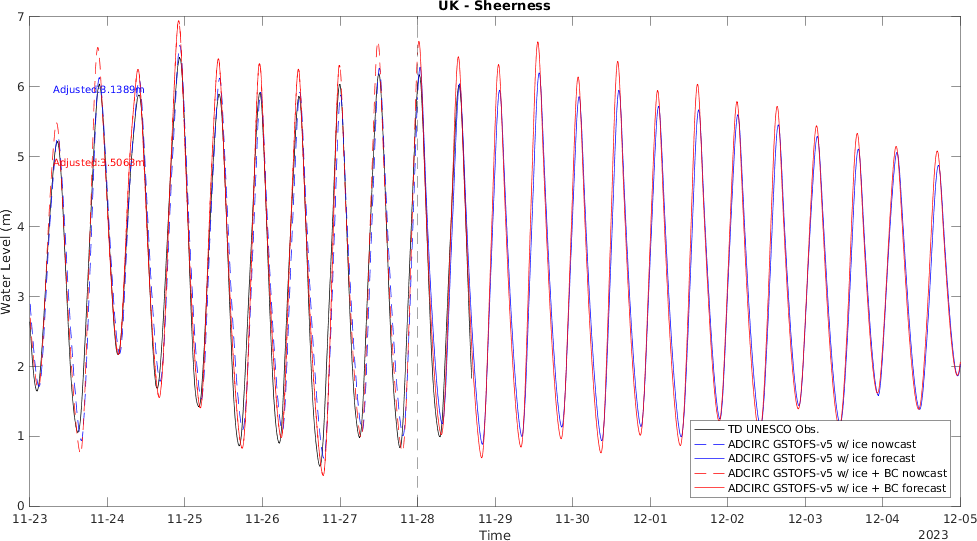 UK - Sheerness
7
6
5
4
3
2
1
0
Water Level (m)
Adjusted:3.1389m
Adjusted:3.5063m
TD UNESCO Obs.
ADCIRC GSTOFS-v5 w/ ice nowcast
ADCIRC GSTOFS-v5 w/ ice forecast
ADCIRC GSTOFS-v5 w/ ice + BC nowcast
ADCIRC GSTOFS-v5 w/ ice + BC forecast
11-23 11-24 11-25 11-26 11-27 11-28 11-29 11-30 12-01 12-02 12-03 12-04 12-05
Time
2023